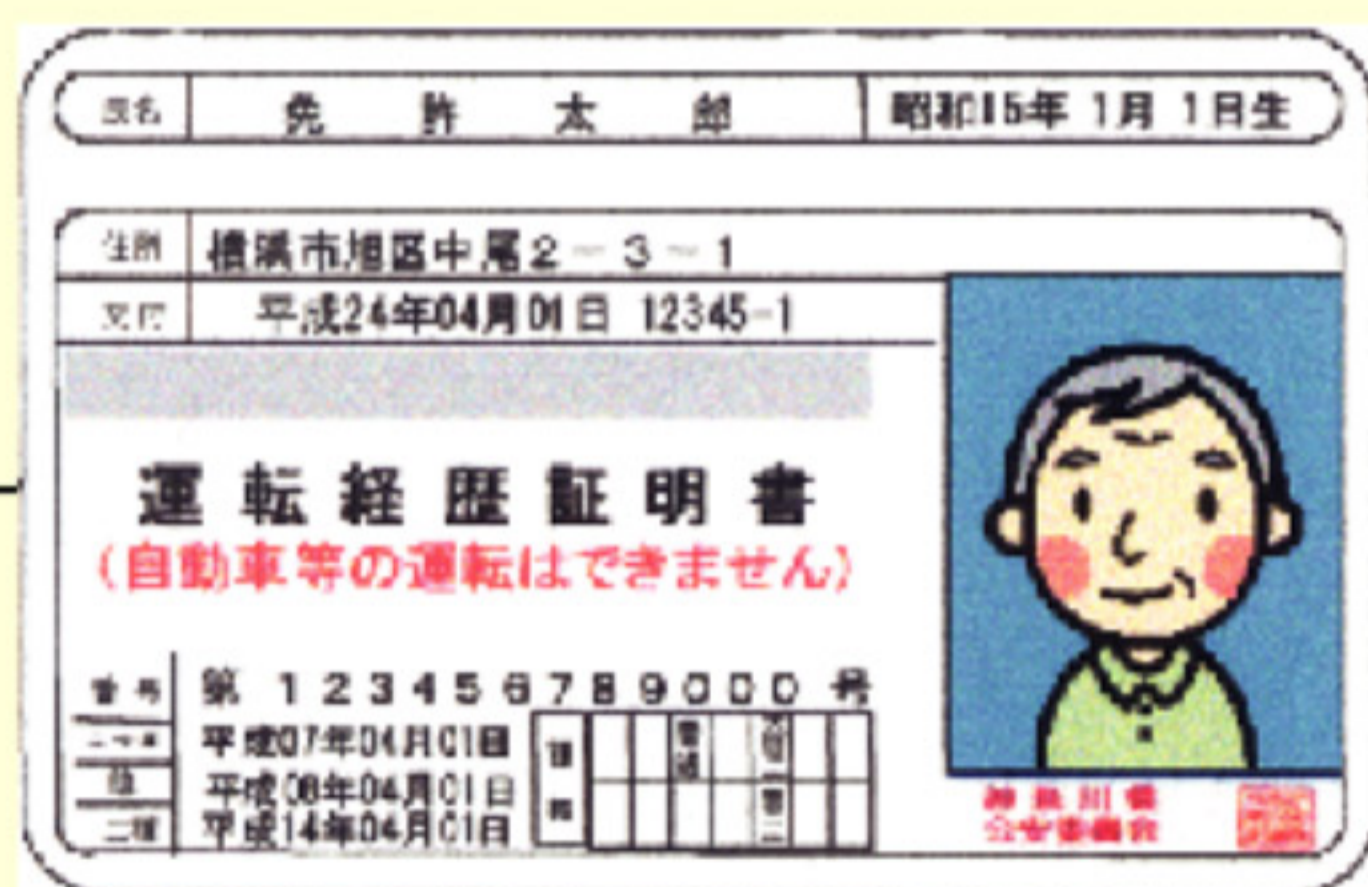 氏名 免許太郎 昭和15年 1月 1日生
住所 横浜市旭区中尾2-3-1
交付 平成24年04月01日 12345-1
運転経歴証明書
(自動車等の運転はできません)
番号 第 123456789000 号
平成07年04月01日
他 平成08年04月01日
二種 平成14年04月01日
種類
神奈川県
公安委員会